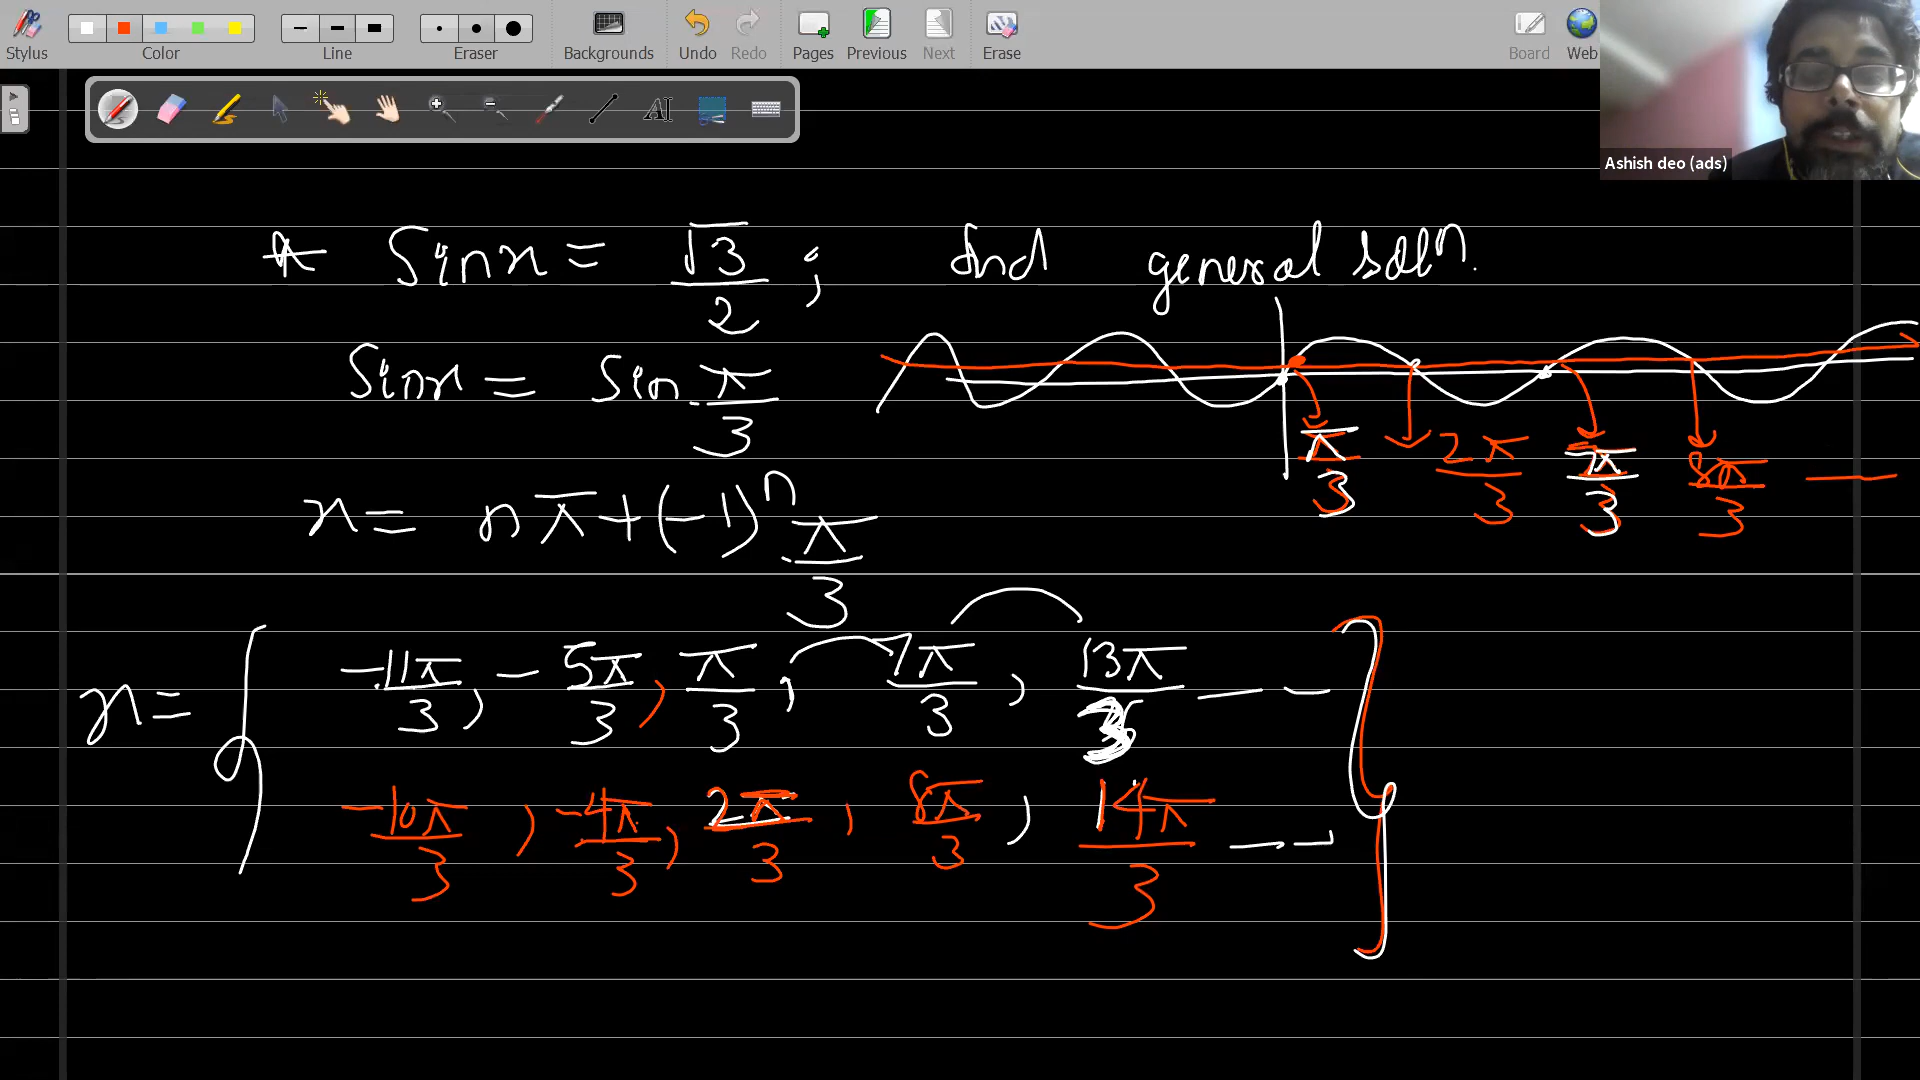 Stylus Color Line Eraser Backgrounds Undo Redo Pages Previous Next Erase Board Web
Ashish deo (ads)
* Sinx = √3/2 ; find general solⁿ.
Sinx = Sin π/3
π/3 2π/3 7π/3 8π/3 ——
x = nπ + (-1)ⁿ π/3
x = { -11π/3, -5π/3, π/3, 7π/3, 13π/3 -- }
-10π/3, -4π/3, 2π/3, 8π/3, 14π/3 ---